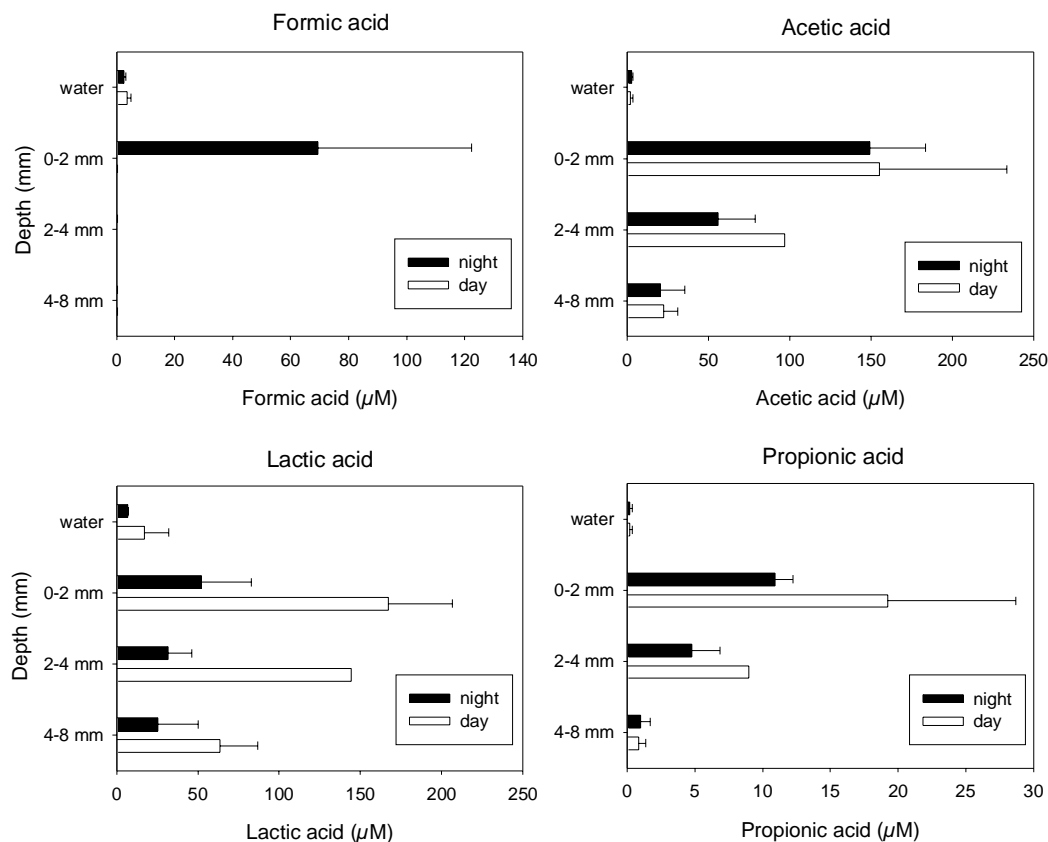 Formic acid
water
0-2 mm
2-4 mm
4-8 mm
Depth (mm)
night
day
0 20 40 60 80 100 120 140
Formic acid (µM)
Acetic acid
water
0-2 mm
2-4 mm
4-8 mm
night
day
0 50 100 150 200 250
Acetic acid (µM)
Lactic acid
water
0-2 mm
2-4 mm
4-8 mm
Depth (mm)
night
day
0 50 100 150 200 250
Lactic acid (µM)
Propionic acid
water
0-2 mm
2-4 mm
4-8 mm
night
day
0 5 10 15 20 25 30
Propionic acid (µM)